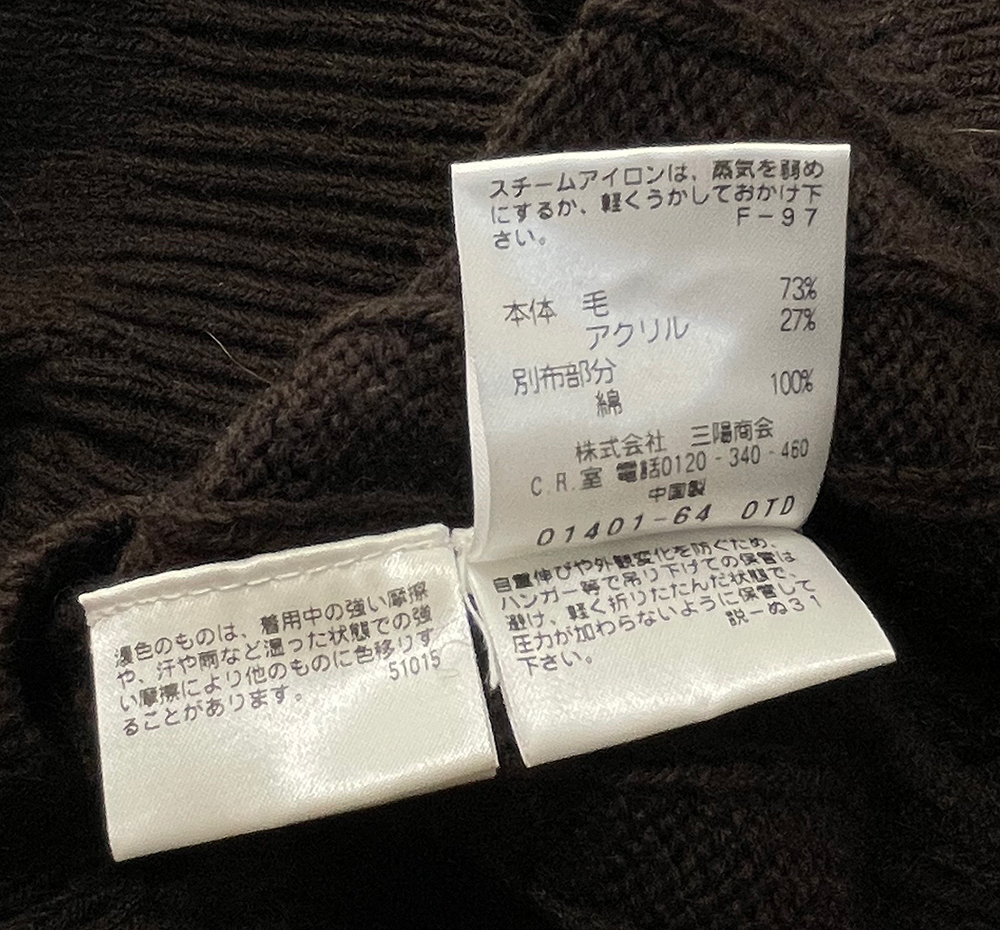 スチームアイロンは、蒸気を弱め
にするか、軽くうかしておかけ下
さい。 F-97
本体 毛 73%
アクリル 27%
別布部分
綿 100%
株式会社 三陽商会
C.R.室 電話0120-340-460
中国製
01401-64 OTD
自重伸びや外観変化を防ぐため、
ハンガー等で吊り下げての保管は
避け、軽く折りたたんだ状態で、
圧力が加わらないように保管して
下さい。 説-ぬ31
濃色のものは、着用中の強い摩擦
や、汗や雨など湿った状態での強
い摩擦により他のものに色移りす
ることがあります。 51015